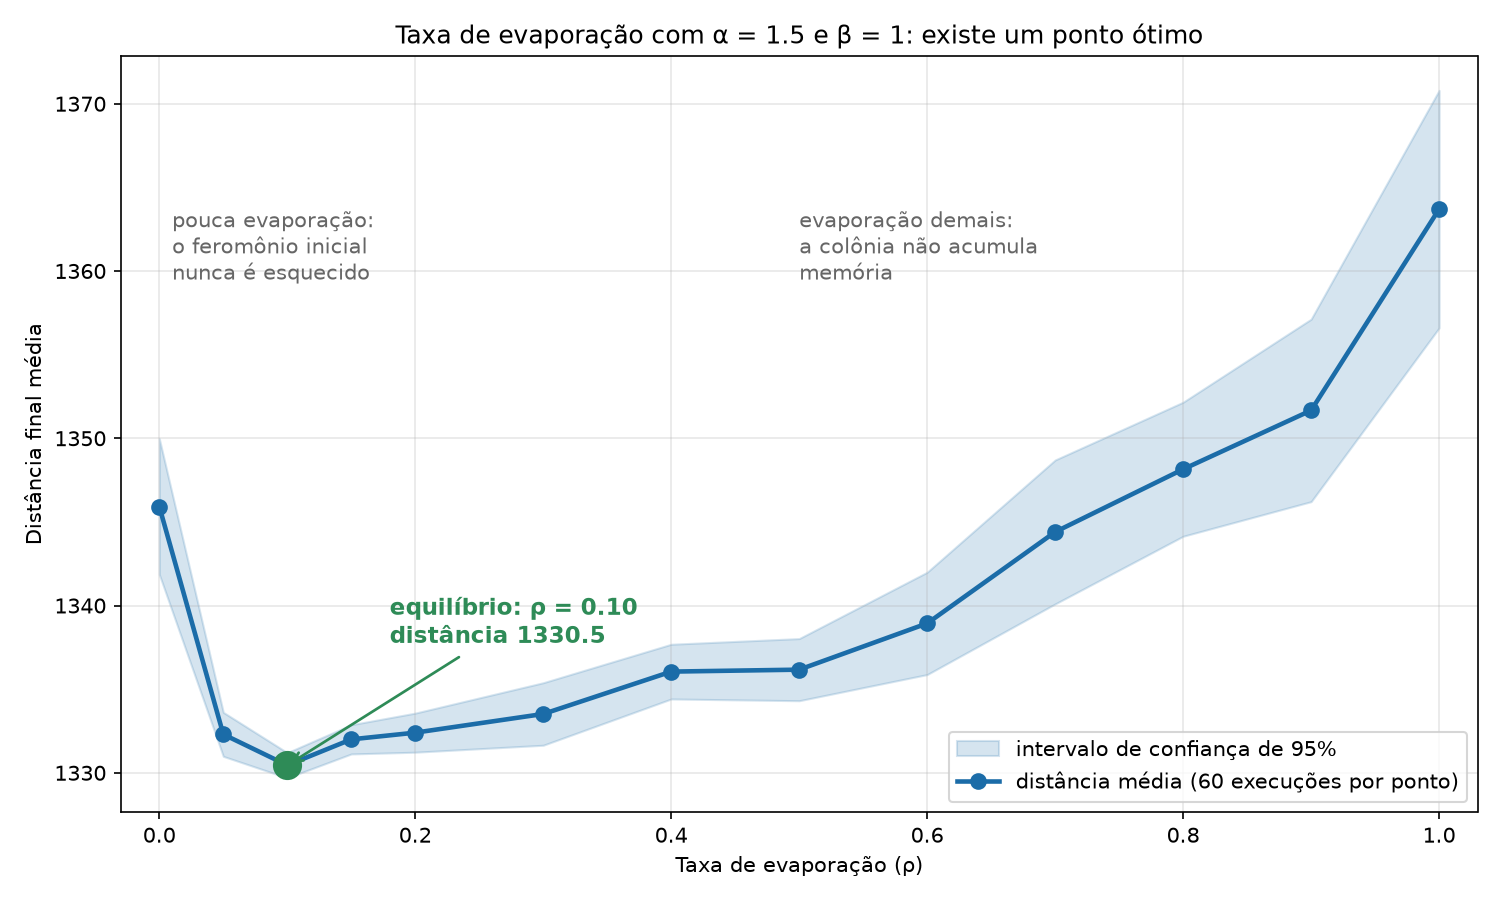 Taxa de evaporação com α = 1.5 e β = 1: existe um ponto ótimo
1370
1360
1350
1340
1330
Distância final média
pouca evaporação:
o feromônio inicial
nunca é esquecido
evaporação demais:
a colônia não acumula
memória
equilíbrio: ρ = 0.10
distância 1330.5
intervalo de confiança de 95%
distância média (60 execuções por ponto)
0.0
0.2
0.4
0.6
0.8
1.0
Taxa de evaporação (ρ)